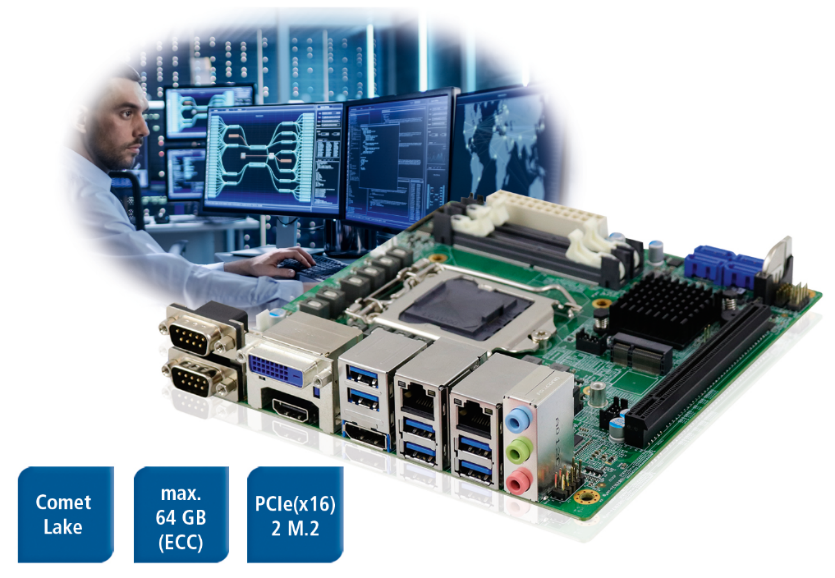 Comet
Lake
max.
64 GB
(ECC)
PCIe(x16)
2 M.2